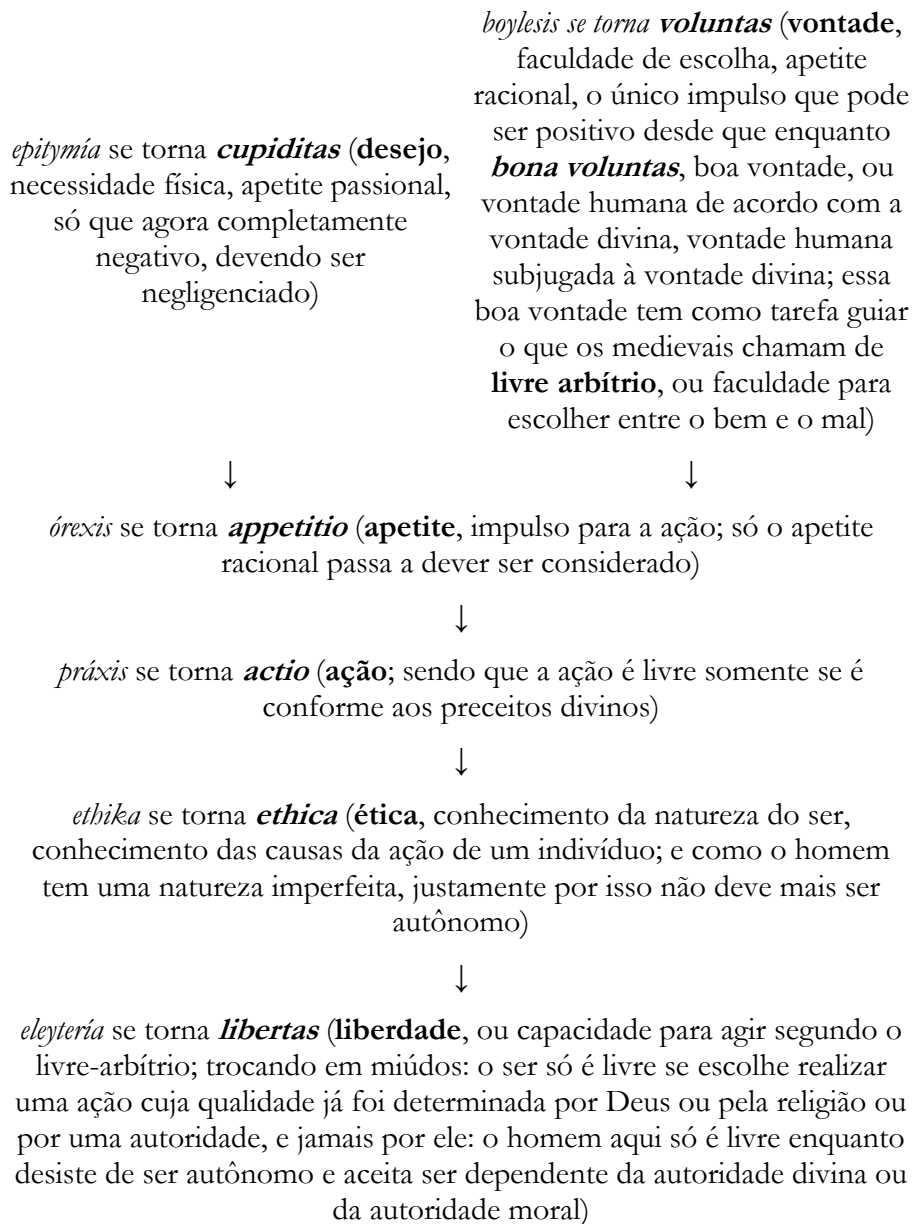 epitymía se torna cupiditas (desejo,
necessidade física, apetite passional,
só que agora completamente
negativo, devendo ser
negligenciado)
boylesis se torna voluntas (vontade,
faculdade de escolha, apetite
racional, o único impulso que pode
ser positivo desde que enquanto
bona voluntas, boa vontade, ou
vontade humana de acordo com a
vontade divina, vontade humana
subjugada à vontade divina; essa
boa vontade tem como tarefa guiar
o que os medievais chamam de
livre arbítrio, ou faculdade para
escolher entre o bem e o mal)
↓ ↓
órexis se torna appetitio (apetite, impulso para a ação; só o apetite
racional passa a dever ser considerado)
↓
práxis se torna actio (ação; sendo que a ação é livre somente se é
conforme aos preceitos divinos)
↓
ethika se torna ethica (ética, conhecimento da natureza do ser,
conhecimento das causas da ação de um indivíduo; e como o homem
tem uma natureza imperfeita, justamente por isso não deve mais ser
autônomo)
↓
eleytería se torna libertas (liberdade, ou capacidade para agir segundo o
livre-arbítrio; trocando em miúdos: o ser só é livre se escolhe realizar
uma ação cuja qualidade já foi determinada por Deus ou pela religião ou
por uma autoridade, e jamais por ele: o homem aqui só é livre enquanto
desiste de ser autônomo e aceita ser dependente da autoridade divina ou
da autoridade moral)